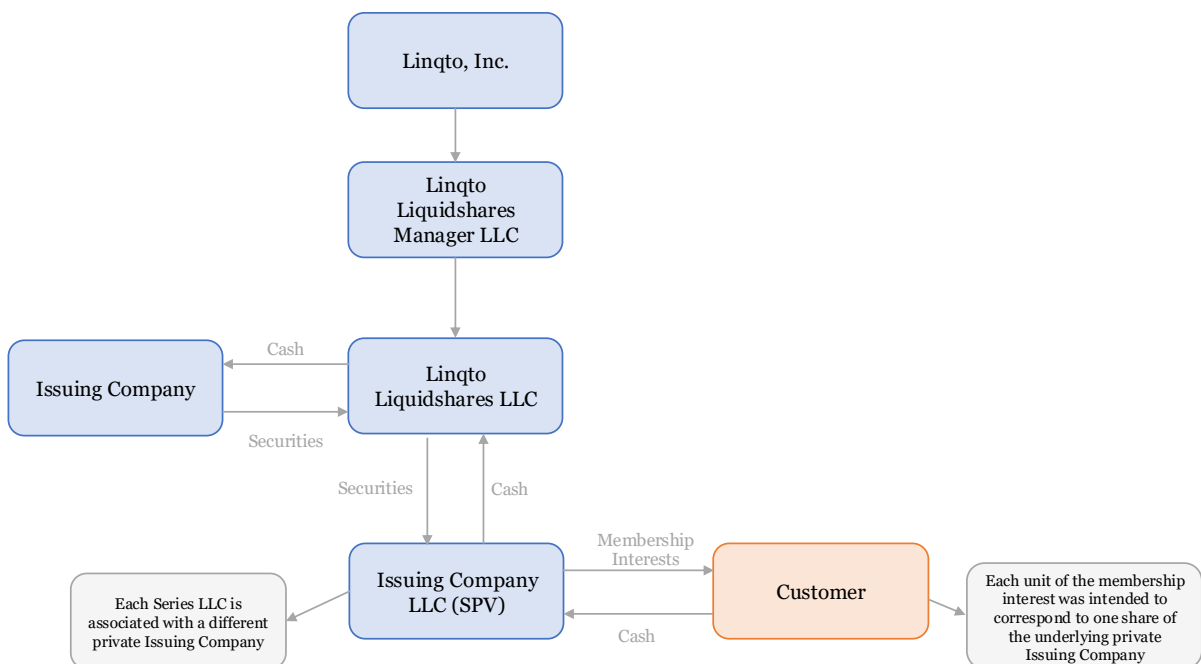 Linqto, Inc.
Linqto
Liquidshares
Manager LLC
Cash
Issuing Company
Linqto
Liquidshares LLC
Securities
Securities
Cash
Membership
Interests
Each Series LLC is
associated with a different
private Issuing Company
Issuing Company
LLC (SPV)
Customer
Each unit of the membership
interest was intended to
correspond to one share of
the underlying private
Issuing Company
Cash